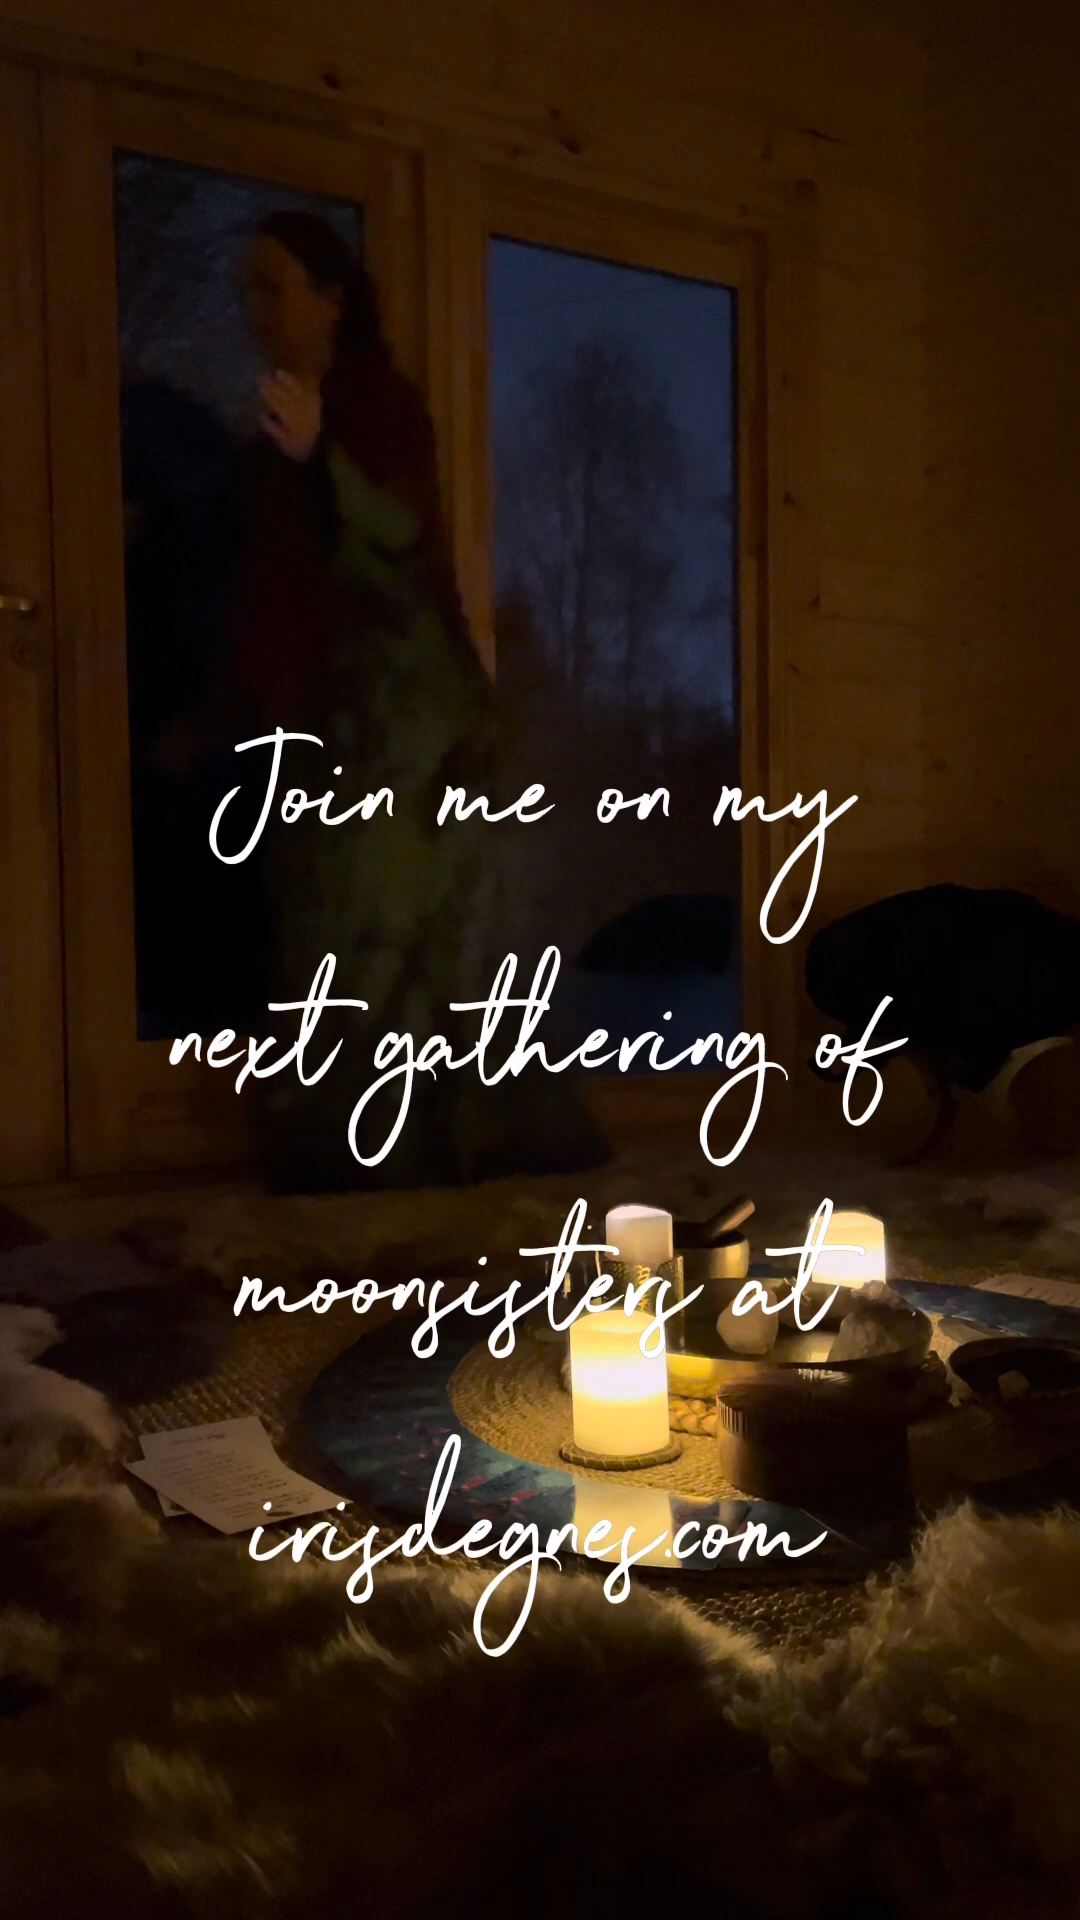 Join me on my
next gathering of
moonsisters at
irisdegnes.com